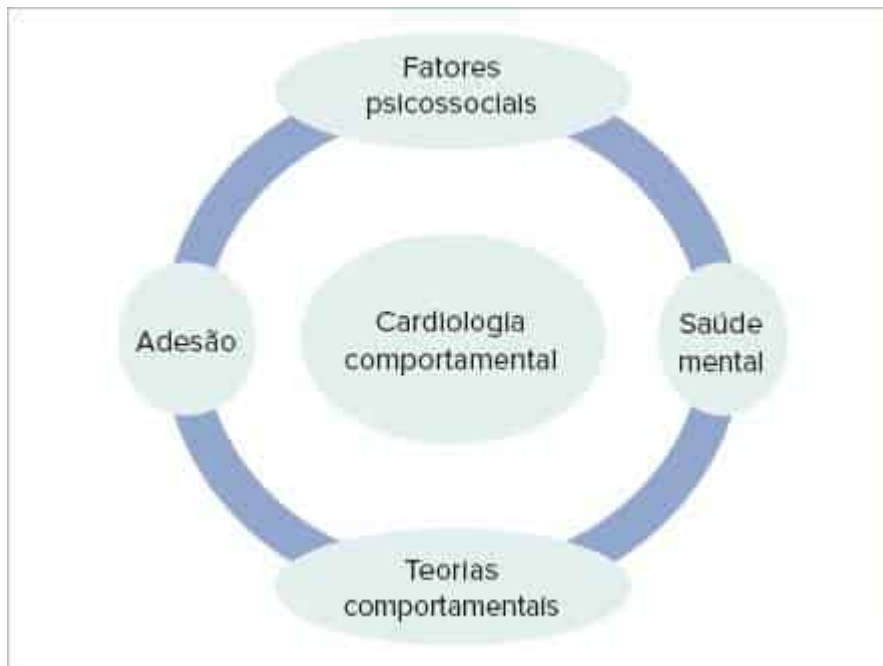 Fatores
psicossociais
Adesão
Cardiologia
comportamental
Saúde
mental
Teorias
comportamentais